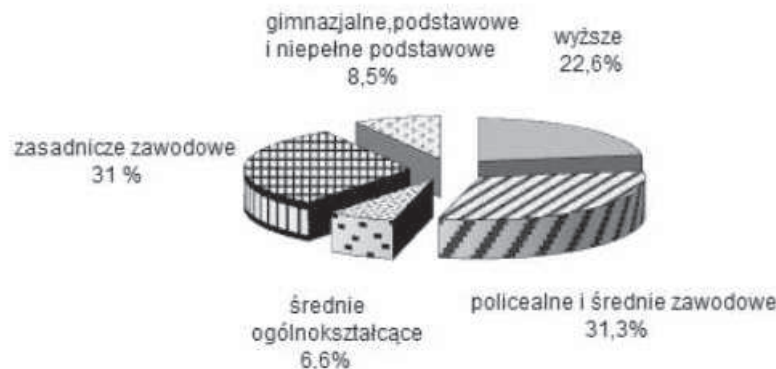 gimnazjalne,podstawowe
i niepełne podstawowe
8,5%
wyższe
22,6%
zasadnicze zawodowe
31 %
średnie
ogólnokształcące
6,6%
policealne i średnie zawodowe
31,3%